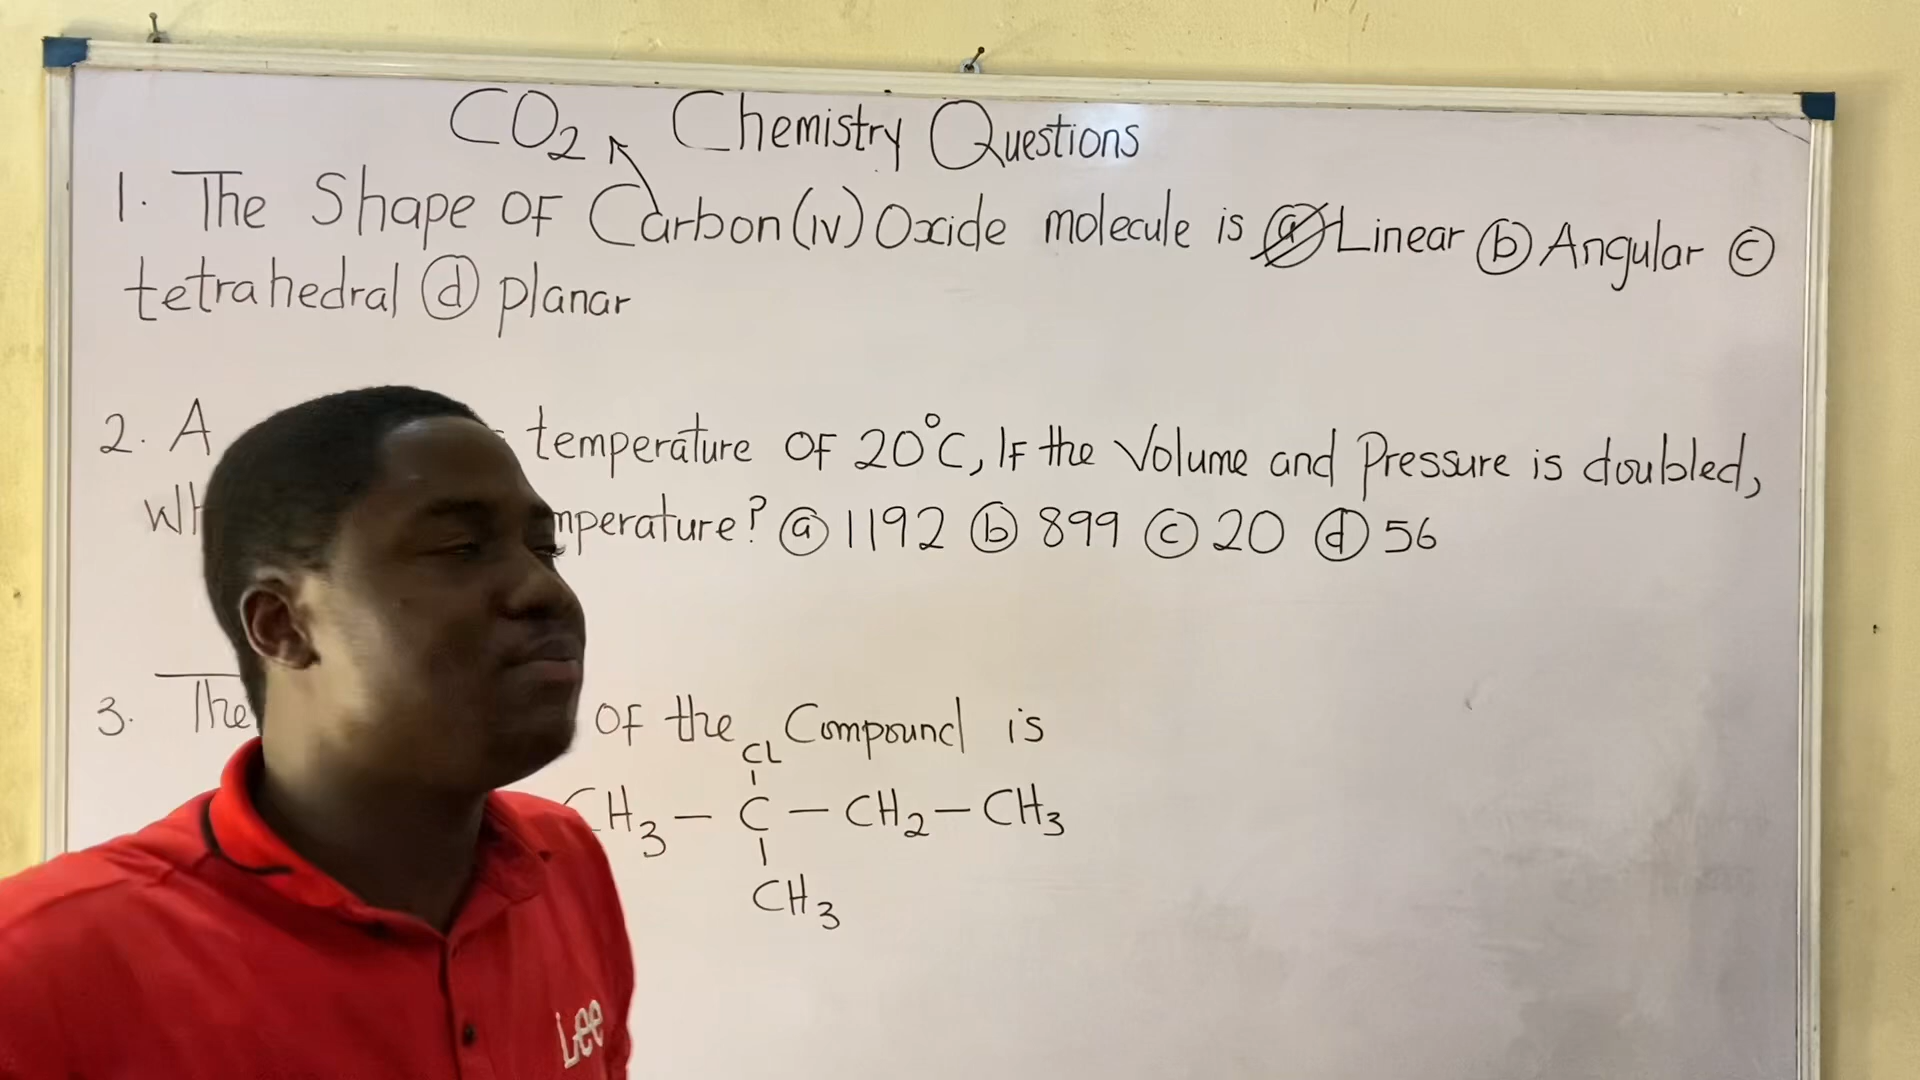 CO2 Chemistry Questions
1. The Shape OF Carbon(iv) Oxide molecule is ⓐ Linear ⓑ Angular ⓒ
tetrahedral ⓓ planar
2. A temperature OF 20°C, IF the Volume and Pressure is doubled,
? ⓐ 1192 ⓑ 899 ⓒ 20 ⓓ 56
3. The OF the Compound is
Cl
CH3 — C — CH2 — CH3
CH3
Lee